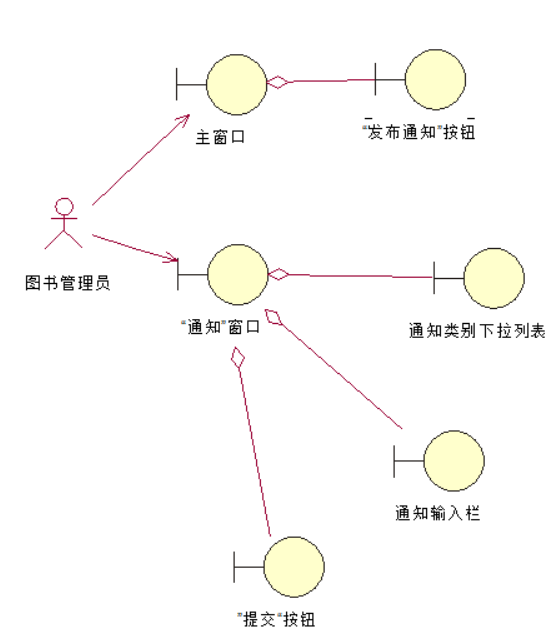 主窗口
“发布通知”按钮
图书管理员
“通知”窗口
通知类别下拉列表
通知输入栏
”提交“按钮